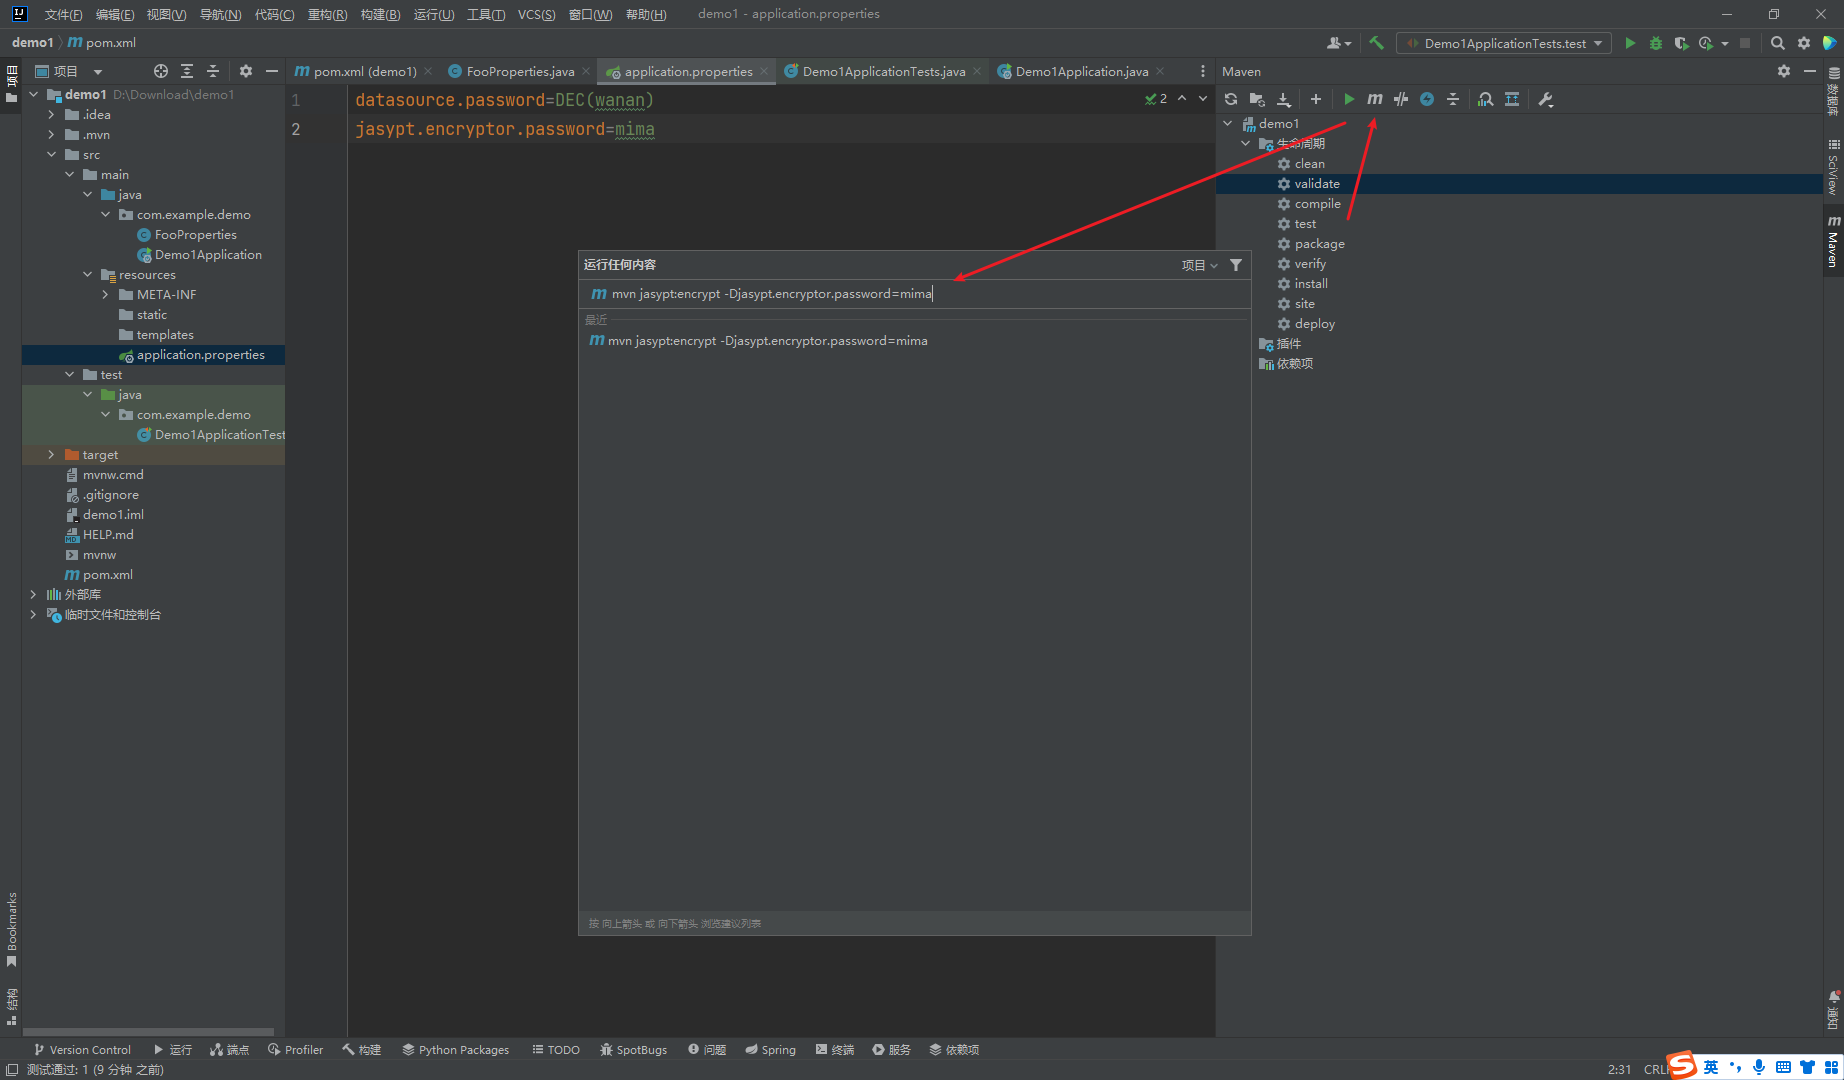 文件(F) 编辑(E) 视图(V) 导航(N) 代码(C) 重构(R) 构建(B) 运行(U) 工具(T) VCS(S) 窗口(W) 帮助(H) demo1 - application.properties
demo1 pom.xml
Demo1ApplicationTests.test
项目
pom.xml (demo1) FooProperties.java application.properties Demo1ApplicationTests.java Demo1Application.java
Maven
项目
demo1 D:\Download\demo1
.idea
.mvn
src
main
java
com.example.demo
FooProperties
Demo1Application
resources
META-INF
static
templates
application.properties
test
java
com.example.demo
Demo1ApplicationTest
target
mvnw.cmd
.gitignore
demo1.iml
HELP.md
mvnw
pom.xml
外部库
临时文件和控制台
1 datasource.password=DEC(wanan)
2 jasypt.encryptor.password=mima
2
运行任何内容
项目
mvn jasypt:encrypt -Djasypt.encryptor.password=mima
最近
mvn jasypt:encrypt -Djasypt.encryptor.password=mima
按 向上箭头 或 向下箭头 浏览建议列表
demo1
生命周期
clean
validate
compile
test
package
verify
install
site
deploy
插件
依赖项
数据库
SciView
Maven
通知
Bookmarks
结构
Version Control 运行 端点 Profiler 构建 Python Packages TODO SpotBugs 问题 Spring 终端 服务 依赖项
测试通过: 1 (9 分钟 之前)
2:31
英